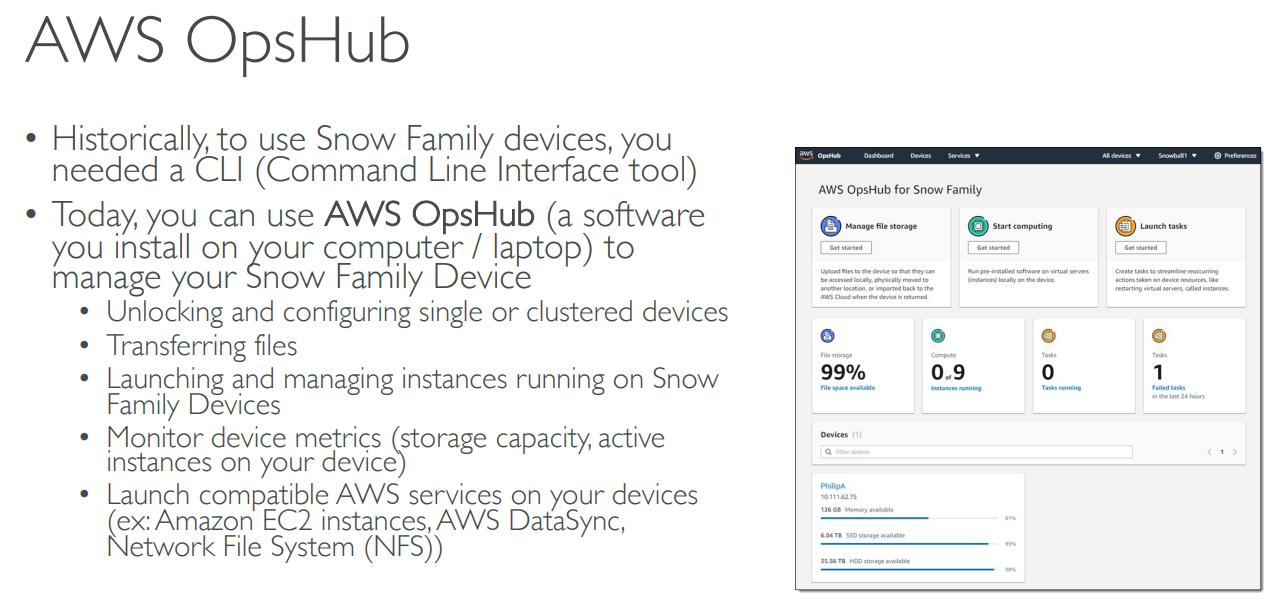 AWS OpsHub
• Historically, to use Snow Family devices, you
needed a CLI (Command Line Interface tool)
• Today, you can use AWS OpsHub (a software
you install on your computer / laptop) to
manage your Snow Family Device
• Unlocking and configuring single or clustered devices
• Transferring files
• Launching and managing instances running on Snow
Family Devices
• Monitor device metrics (storage capacity, active
instances on your device)
• Launch compatible AWS services on your devices
(ex: Amazon EC2 instances, AWS DataSync,
Network File System (NFS))
aws OpsHub Dashboard Devices Services ▼ All devices ▼ Snowball1 ▼ Preferences
AWS OpsHub for Snow Family
Manage file storage
Get started
Upload files to the device so that they can
be accessed locally, physically moved to
another location, or imported back to the
AWS Cloud when the device is returned.
Start computing
Get started
Run pre-installed software on virtual servers
(instances) locally on the device.
Launch tasks
Get started
Create tasks to streamline reoccurring
actions taken on device resources, like
restarting virtual servers, called instances.
File storage
99%
File space available
Compute
0 of 9
Instances running
Tasks
0
Tasks running
Tasks
1
Failed tasks
in the last 24 hours
Devices (1)
Filter devices
< 1 >
PhilipA
10.111.62.75
126 GB Memory available
61%
6.04 TB SSD storage available
95%
35.56 TB HDD storage available
98%